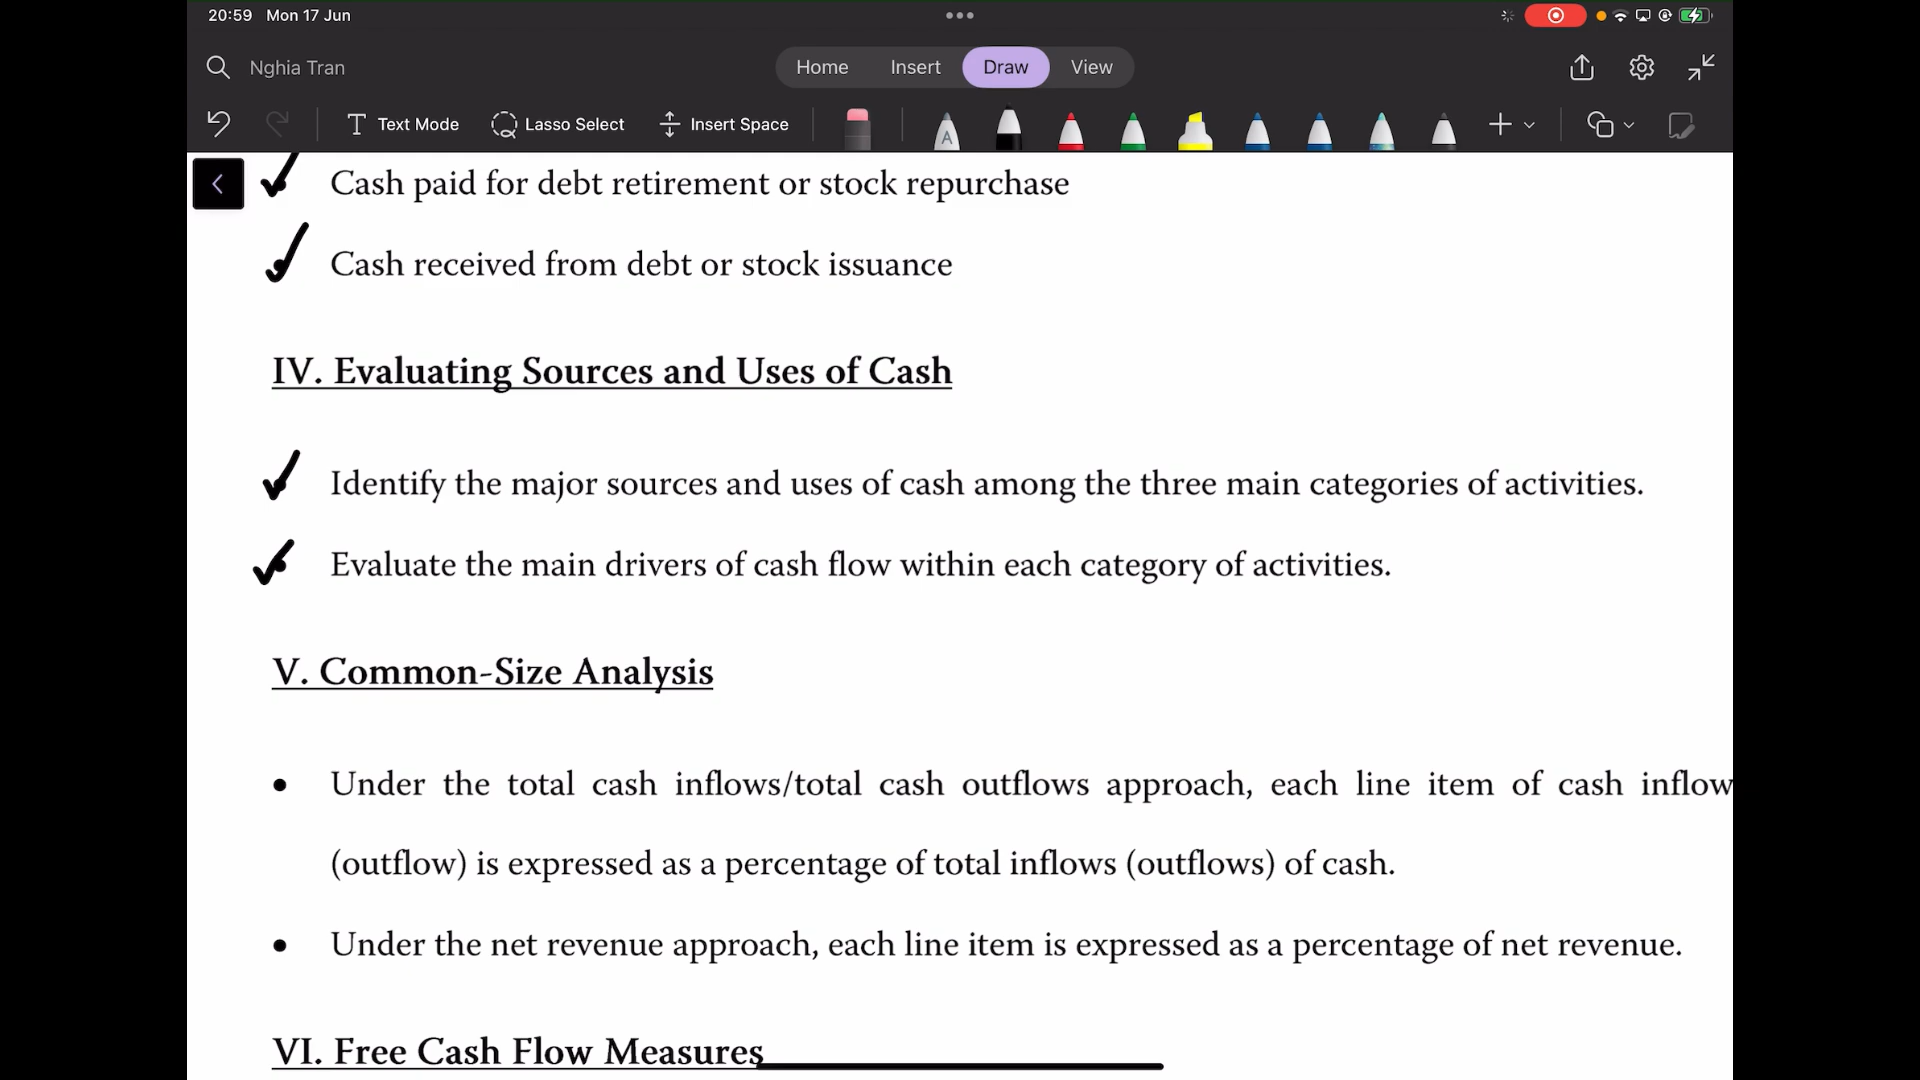 20:59 Mon 17 Jun
Nghia Tran
Home Insert Draw View
Text Mode Lasso Select Insert Space
A
Cash paid for debt retirement or stock repurchase
Cash received from debt or stock issuance
IV. Evaluating Sources and Uses of Cash
Identify the major sources and uses of cash among the three main categories of activities.
Evaluate the main drivers of cash flow within each category of activities.
V. Common-Size Analysis
• Under the total cash inflows/total cash outflows approach, each line item of cash inflow
(outflow) is expressed as a percentage of total inflows (outflows) of cash.
• Under the net revenue approach, each line item is expressed as a percentage of net revenue.
VI. Free Cash Flow Measures